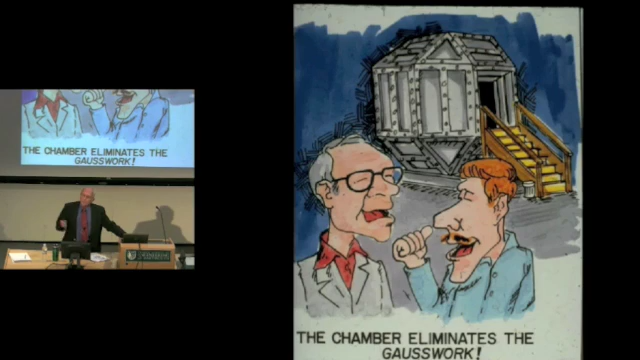 THE CHAMBER ELIMINATES THE
GAUSSWORK!
THE CHAMBER ELIMINATES THE
GAUSSWORK!